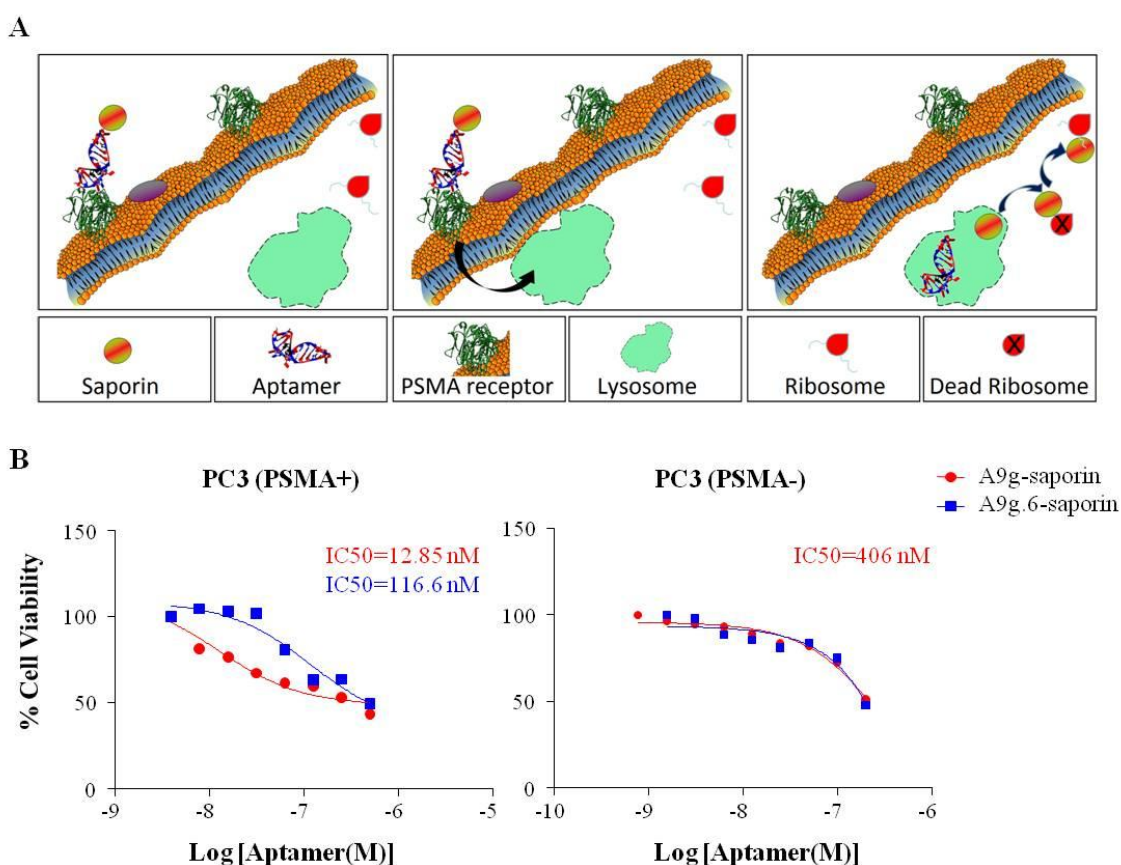 A
Saporin
Aptamer
PSMA receptor
Lysosome
Ribosome
Dead Ribosome
B
PC3 (PSMA+)
PC3 (PSMA-)
A9g-saporin
A9g.6-saporin
% Cell Viability
150
100
50
0
IC50=12.85 nM
IC50=116.6 nM
-9
-8
-7
-6
-5
Log [Aptamer(M)]
150
100
50
0
IC50=406 nM
-10
-9
-8
-7
-6
Log [Aptamer(M)]